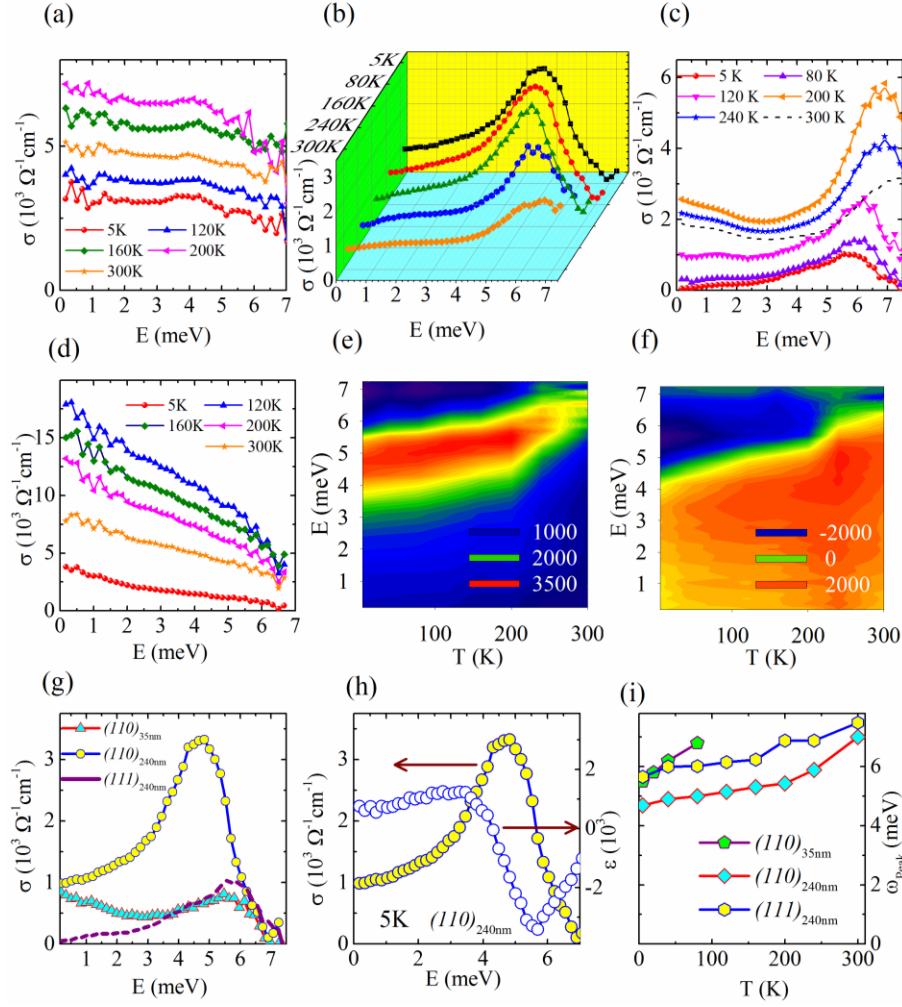 (a)
σ (10³ Ω⁻¹cm⁻¹)
5
0
5K
120K
160K
200K
300K
0 1 2 3 4 5 6 7
E (meV)
(b)
5K
80K
160K
240K
300K
σ (10³ Ω⁻¹cm⁻¹)
3
2
1
0
0 1 2 3 4 5 6 7
E (meV)
(c)
5 K
80 K
120 K
200 K
240 K
300 K
σ (10³ Ω⁻¹cm⁻¹)
6
4
2
0
0 1 2 3 4 5 6 7
E (meV)
(d)
5K
120K
160K
200K
300K
σ (10³ Ω⁻¹cm⁻¹)
15
10
5
0
0 1 2 3 4 5 6 7
E (meV)
(e)
E (meV)
7
6
5
4
3
2
1
1000
2000
3500
100 200 300
T (K)
(f)
E (meV)
7
6
5
4
3
2
1
-2000
0
2000
100 200 300
T (K)
(g)
(110)35nm
(110)240nm
(111)240nm
σ (10³ Ω⁻¹cm⁻¹)
3
2
1
0
1 2 3 4 5 6 7
E (meV)
(h)
σ (10³ Ω⁻¹cm⁻¹)
3
2
1
0
2
0
-2
ε (10³)
5K (110)240nm
0 2 4 6
E (meV)
(i)
6
4
2
0
ωPeak (meV)
(110)35nm
(110)240nm
(111)240nm
0 100 200 300
T (K)